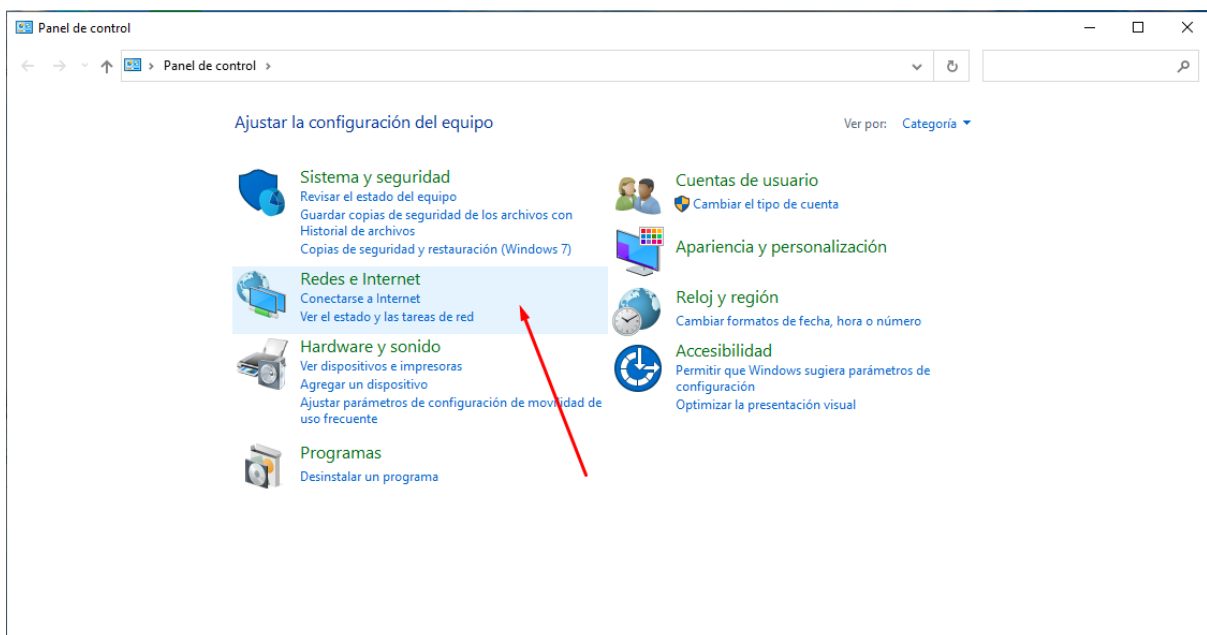 Panel de control
Panel de control
Ajustar la configuración del equipo
Ver por: Categoría
Sistema y seguridad
Revisar el estado del equipo
Guardar copias de seguridad de los archivos con
Historial de archivos
Copias de seguridad y restauración (Windows 7)
Redes e Internet
Conectarse a Internet
Ver el estado y las tareas de red
Hardware y sonido
Ver dispositivos e impresoras
Agregar un dispositivo
Ajustar parámetros de configuración de movilidad de
uso frecuente
Programas
Desinstalar un programa
Cuentas de usuario
Cambiar el tipo de cuenta
Apariencia y personalización
Reloj y región
Cambiar formatos de fecha, hora o número
Accesibilidad
Permitir que Windows sugiera parámetros de
configuración
Optimizar la presentación visual